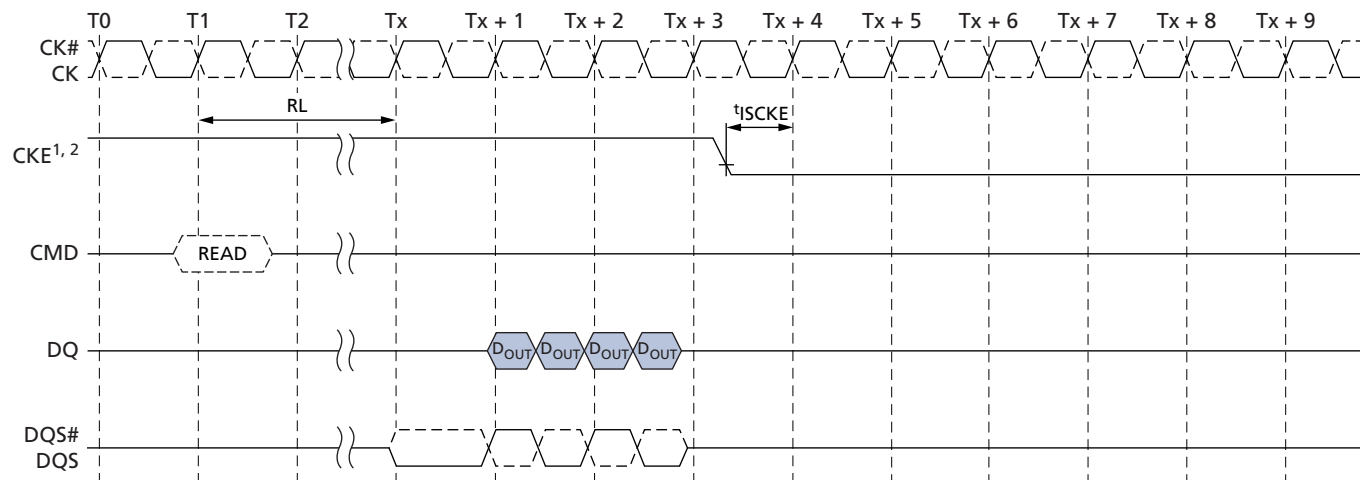 T0 T1 T2 Tx Tx + 1 Tx + 2 Tx + 3 Tx + 4 Tx + 5 Tx + 6 Tx + 7 Tx + 8 Tx + 9
CK#
CK
RL
tISCKE
CKE1, 2
CMD READ
DQ DOUT DOUT DOUT DOUT
DQS#
DQS